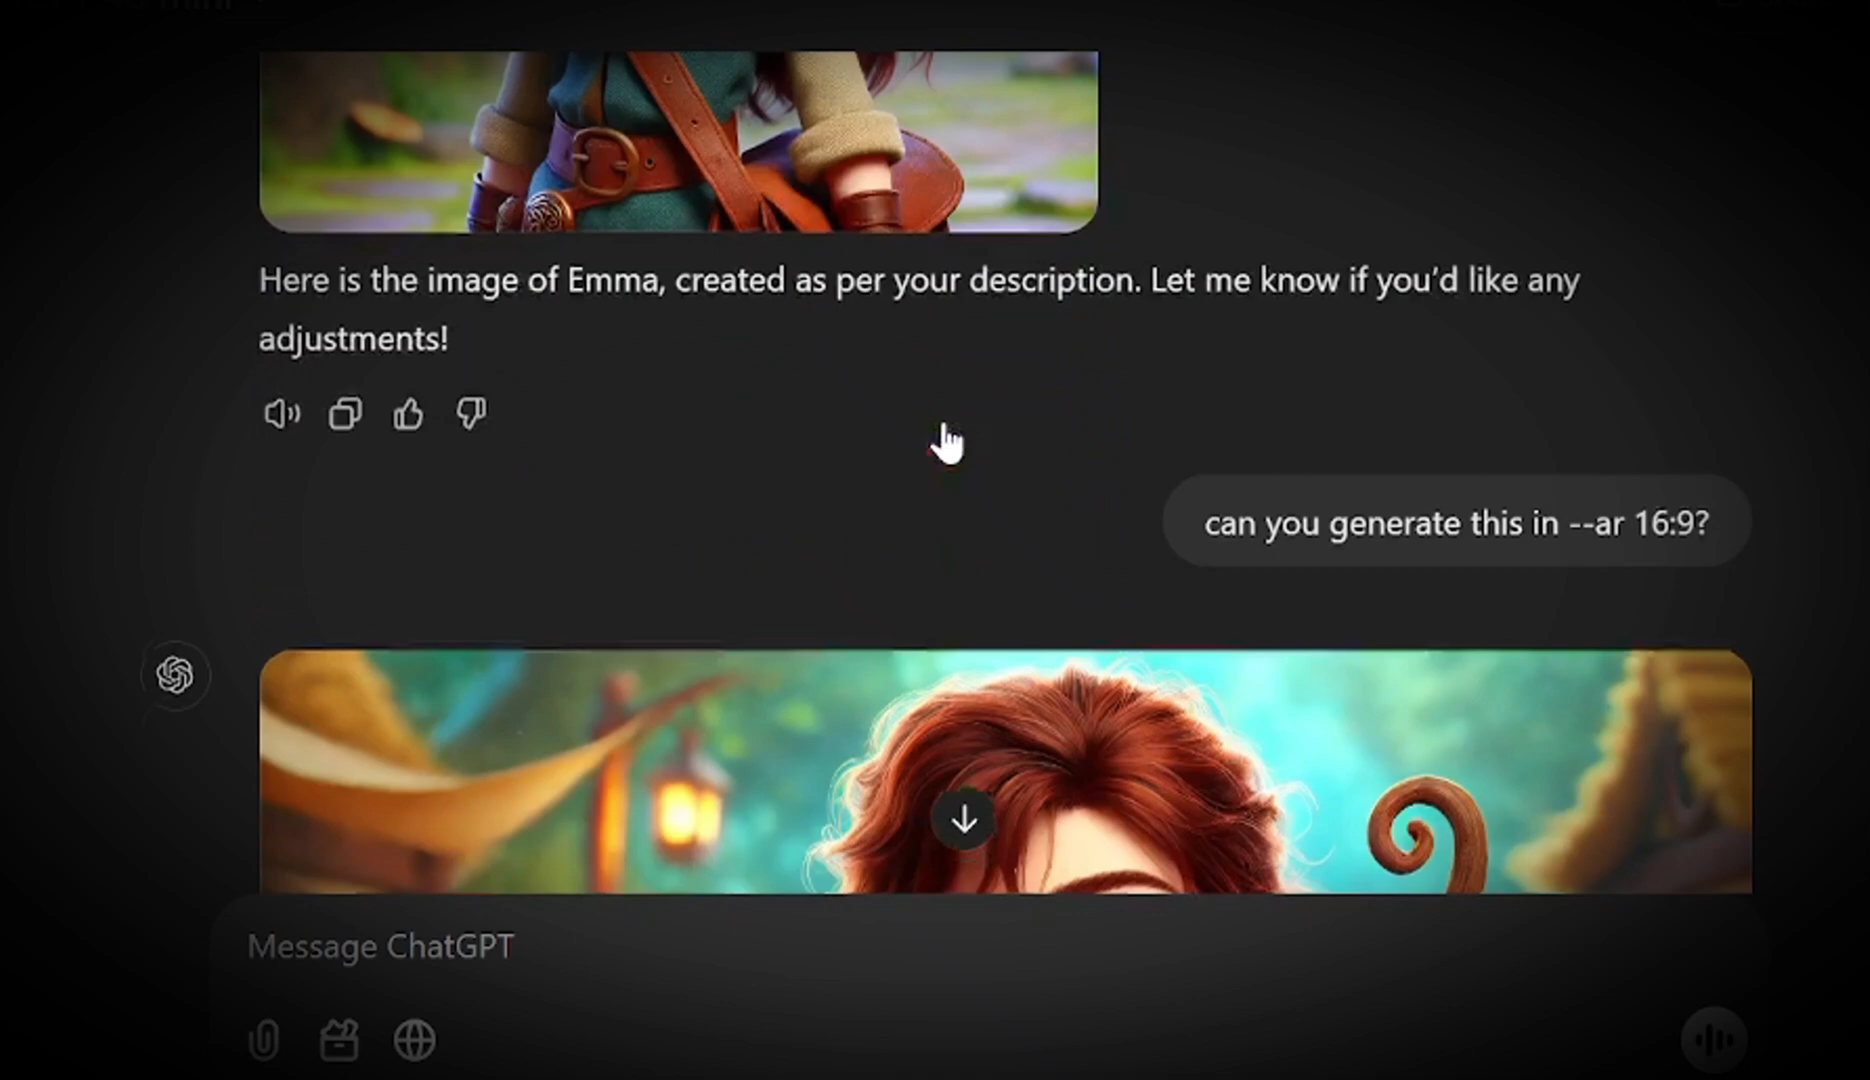 Here is the image of Emma, created as per your description. Let me know if you’d like any
adjustments!
can you generate this in --ar 16:9?
Message ChatGPT